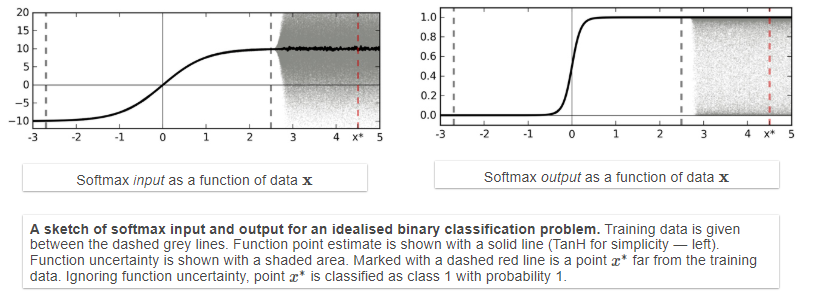 20
15
10
5
0
−5
−10
-3 -2 -1 0 1 2 3 4 x* 5
1.0
0.8
0.6
0.4
0.2
0.0
-3 -2 -1 0 1 2 3 4 x* 5
Softmax input as a function of data x
Softmax output as a function of data x
A sketch of softmax input and output for an idealised binary classification problem. Training data is given
between the dashed grey lines. Function point estimate is shown with a solid line (TanH for simplicity — left).
Function uncertainty is shown with a shaded area. Marked with a dashed red line is a point x* far from the training
data. Ignoring function uncertainty, point x* is classified as class 1 with probability 1.